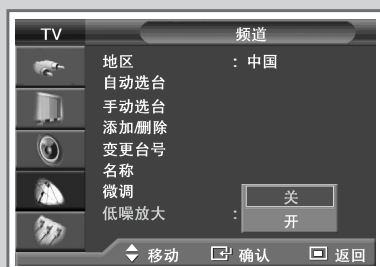 TV 频道
地区 : 中国
自动选台
手动选台
添加/删除
变更台号
名称
微调
低噪放大 :
关
开
移动 确认 返回